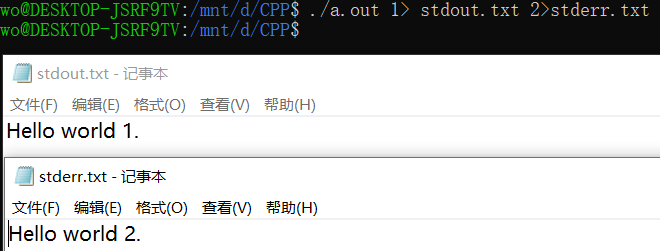 wo@DESKTOP-JSRF9TV:/mnt/d/CPP$ ./a.out 1> stdout.txt 2>stderr.txt
wo@DESKTOP-JSRF9TV:/mnt/d/CPP$
stdout.txt - 记事本
文件(F) 编辑(E) 格式(O) 查看(V) 帮助(H)
Hello world 1.
stderr.txt - 记事本
文件(F) 编辑(E) 格式(O) 查看(V) 帮助(H)
Hello world 2.